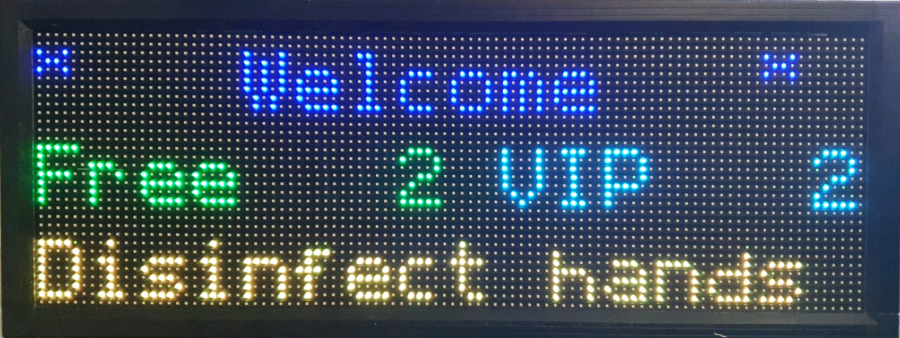 * Welcome *
Free 2 VIP 2
Disinfect hands